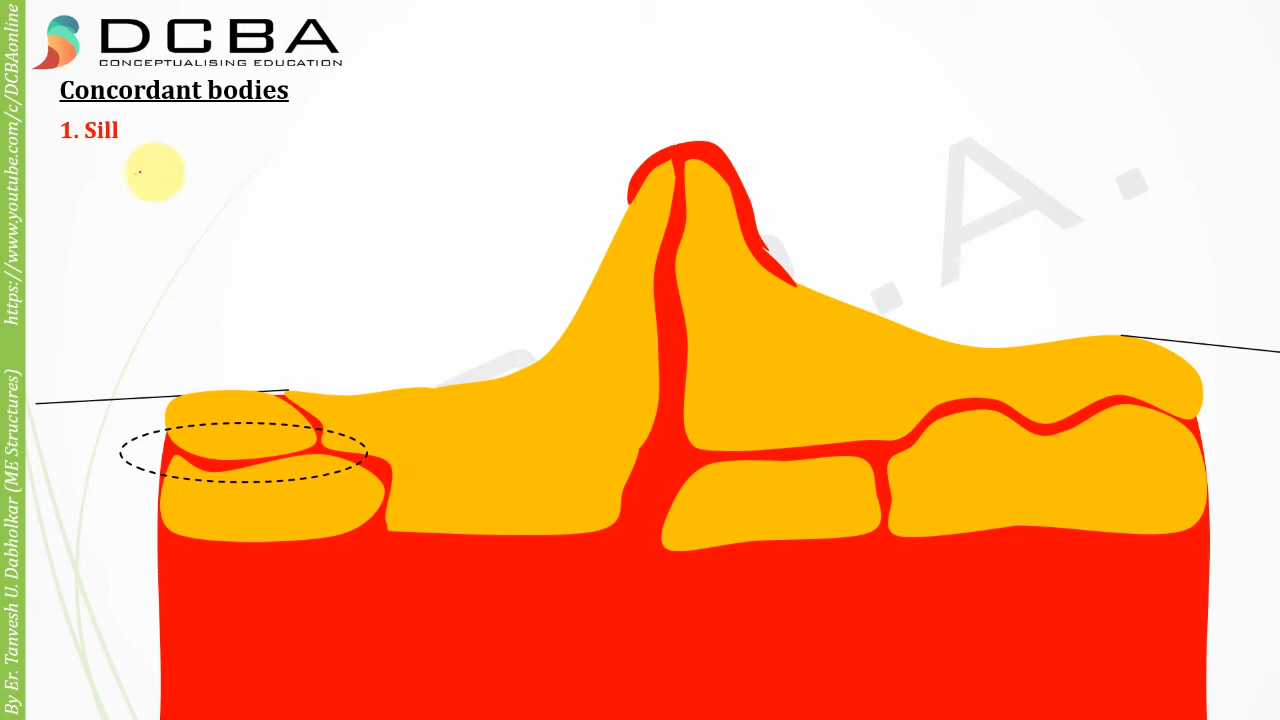 DCBA
CONCEPTUALISING EDUCATION
Concordant bodies
1. Sill
By Er. Tanvesh U. Dabholkar (ME Structures) https://www.youtube.com/c/DCBAonline
A.